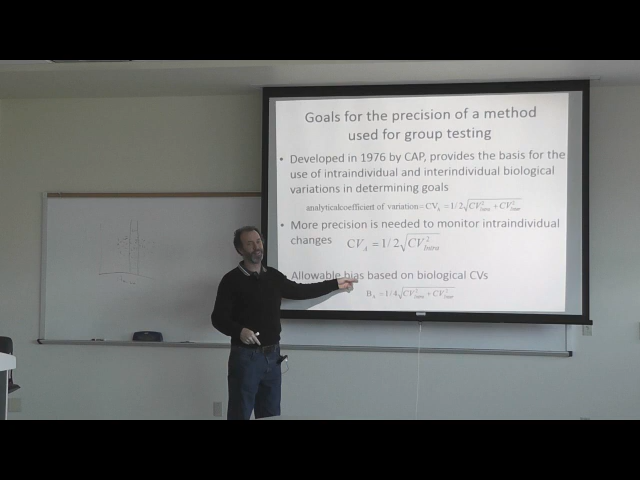 Goals for the precision of a method
used for group testing
• Developed in 1976 by CAP, provides the basis for the
use of intraindividual and interindividual biological
variations in determining goals
analyticalcoefficient of variation= CV_A = 1/2√(CV²_Intra + CV²_Inter)
• More precision is needed to monitor intraindividual
changes CV_A = 1/2√(CV²_Intra)
Allowable bias based on biological CVs
B_A = 1/4√(CV²_Intra + CV²_Inter)